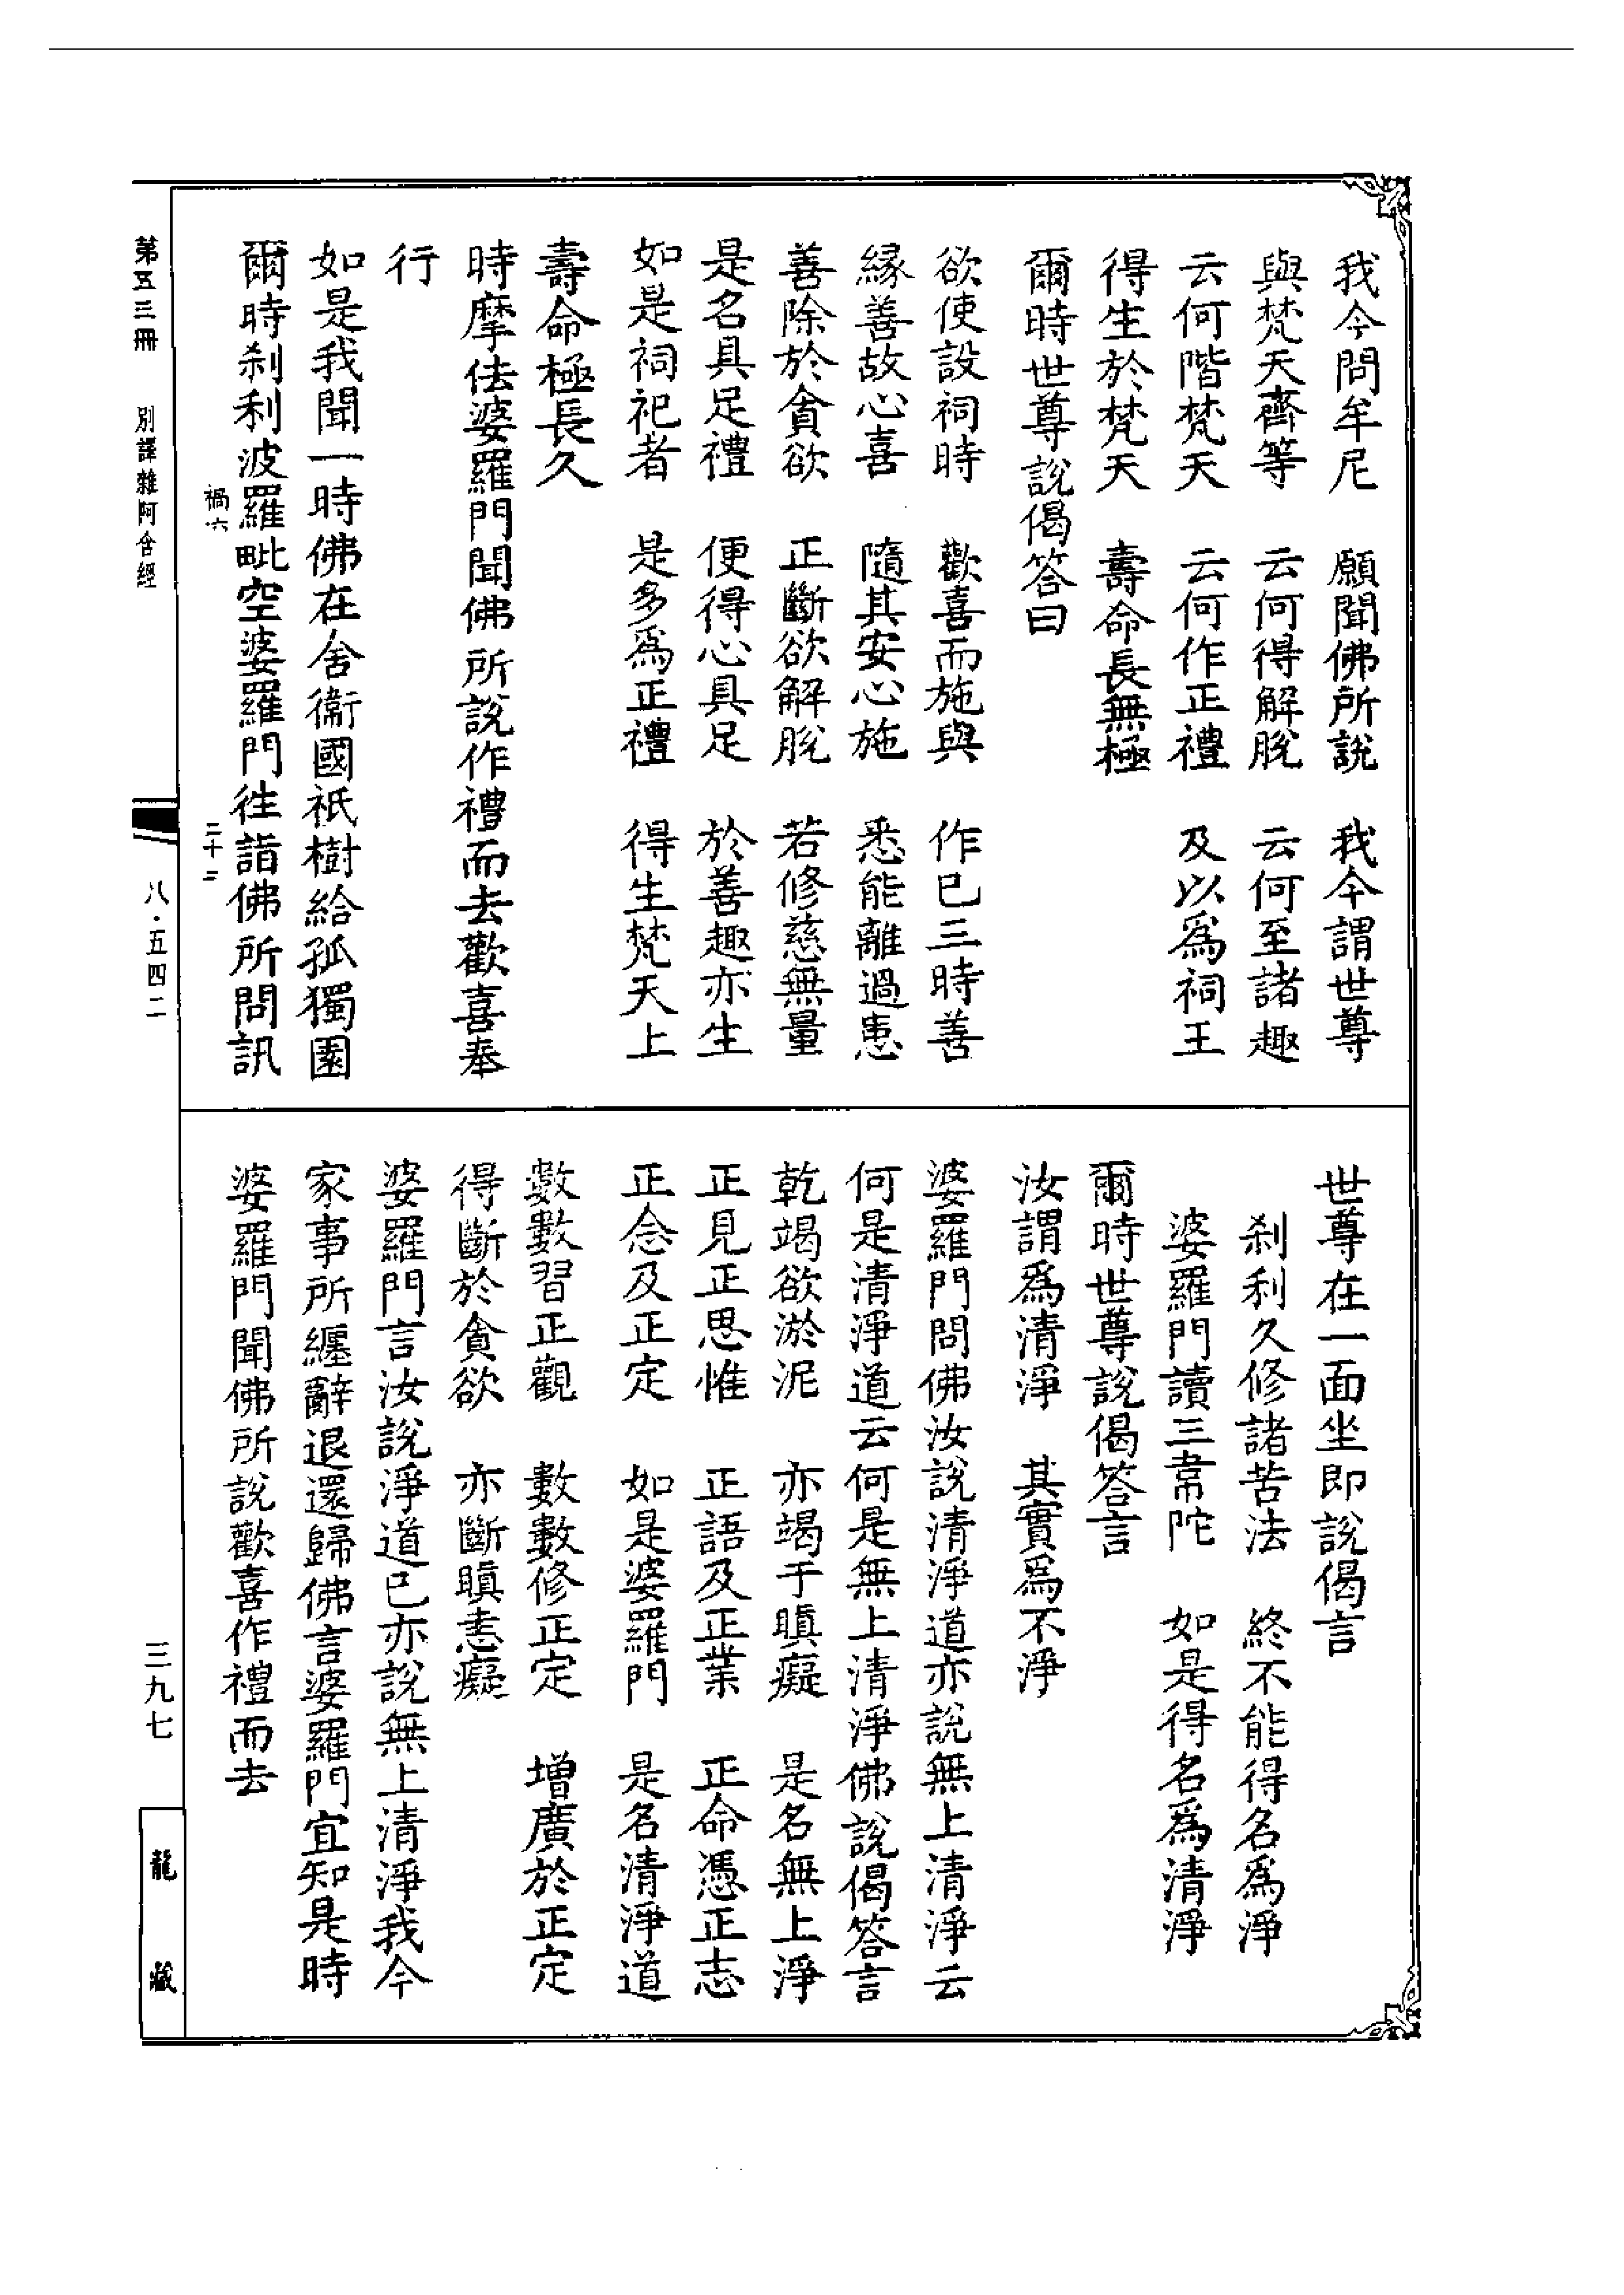 我今問牟尼　願聞佛所說　我今謂世尊
與梵天齊等　云何得解脫　云何至諸趣
云何階梵天　云何作正禮　及以為祠王
得生於梵天　壽命長無極
爾時世尊說偈答曰
欲使設祠時　歡喜而施與　作已三時善
緣善故心喜　隨其安心施　悉能離過患
善除於貪欲　正斷欲解脫　若修慈無量
是名具足禮　便得心具足　於善趣亦生
如是祠祀者　是多為正禮　得生梵天上
壽命極長久
時摩佉婆羅門聞佛所說作禮而去歡喜奉
行
如是我聞一時佛在舍衞國祇樹給孤獨園
爾時刹利波羅毗空婆羅門往詣佛所問訊
禍六　二十二
世尊在一面坐即說偈言
刹利久修諸苦法　終不能得名為淨
婆羅門讀三韋陀　如是得名為清淨
爾時世尊說偈答言
汝謂為清淨　其實為不淨
婆羅門問佛汝說清淨道亦說無上清淨云
何是清淨道云何是無上清淨佛說偈答言
乾竭欲淤泥　亦竭于瞋癡　是名無上淨
正見正思惟　正語及正業　正命憑正志
正念及正定　如是婆羅門　是名清淨道
數數習正觀　數數修正定　增廣於正定
得斷於貪欲　亦斷瞋恚癡
婆羅門言汝說淨道已亦說無上清淨我今
家事所纏辭退還歸佛言婆羅門宜知是時
婆羅門聞佛所說歡喜作禮而去
第五三冊　別譯雜阿含經
八·五四二
三九七
龍藏